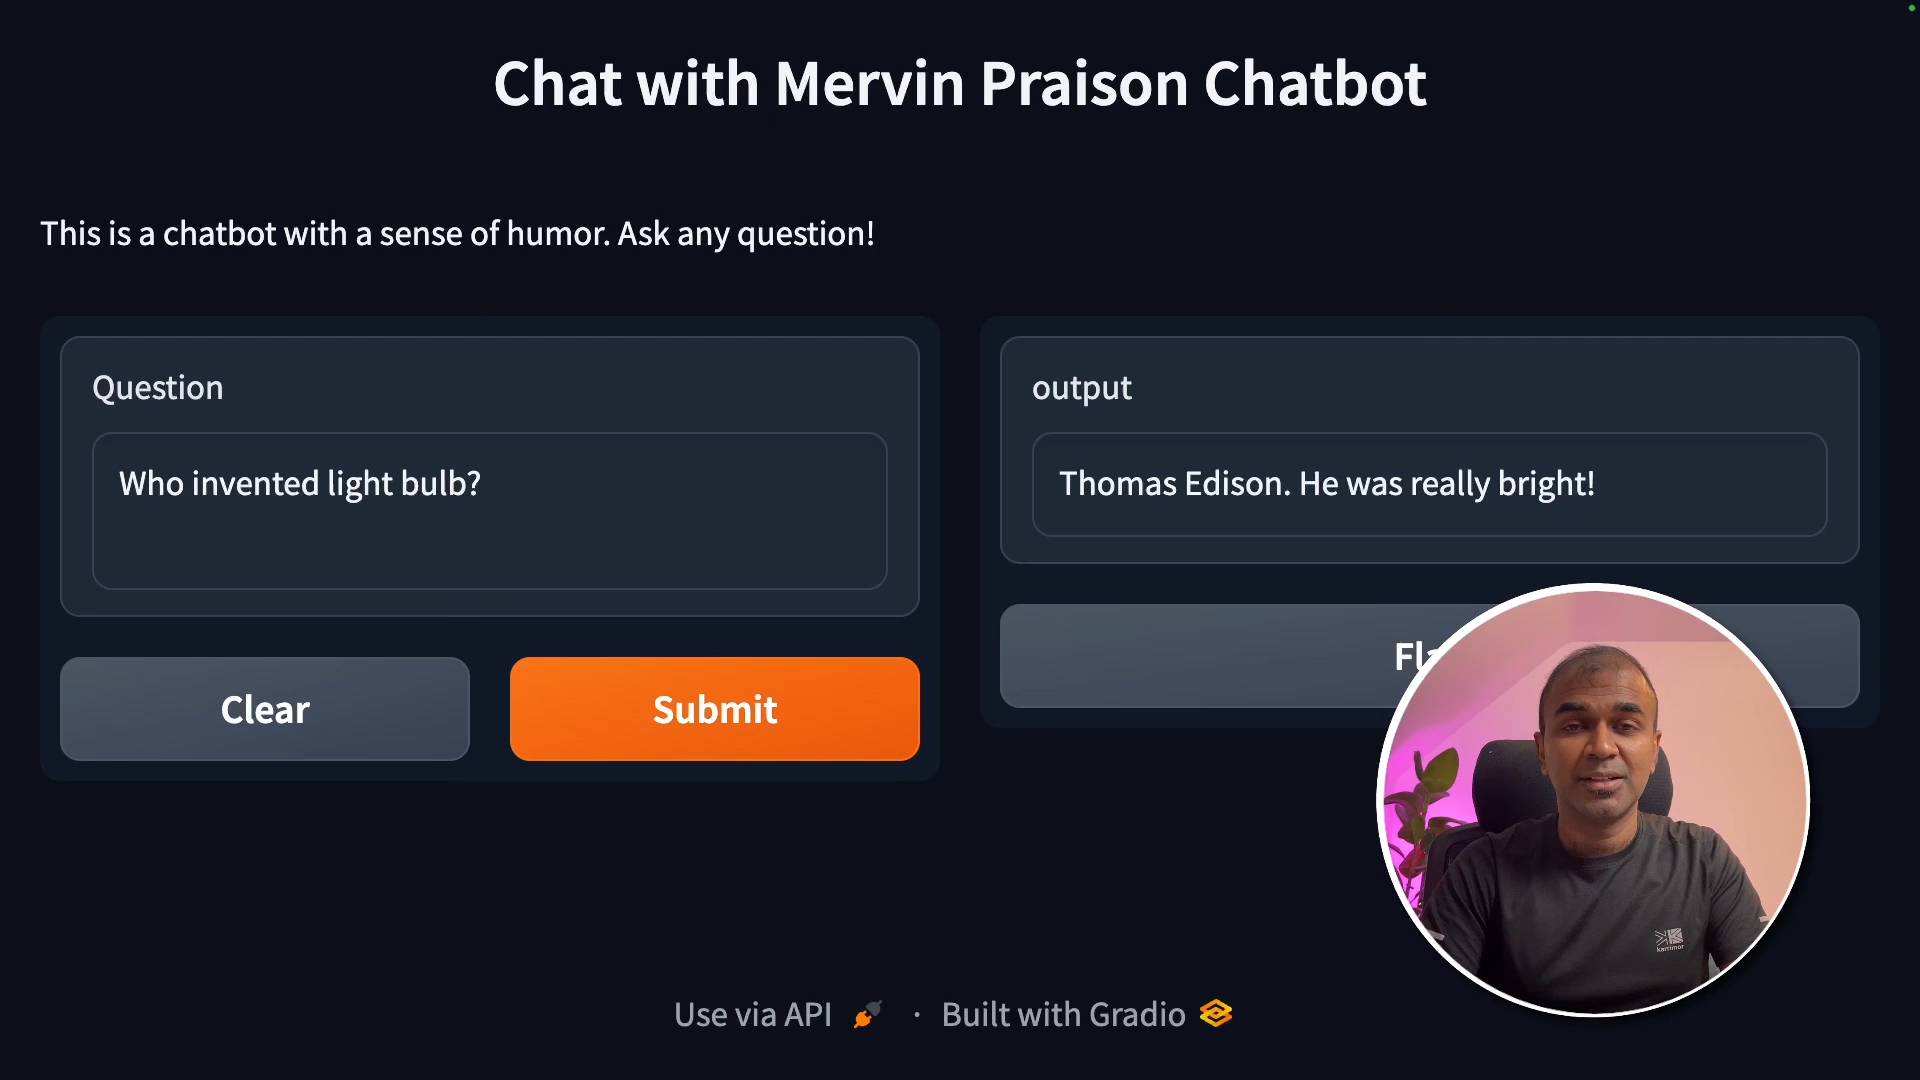 Chat with Mervin Praison Chatbot
This is a chatbot with a sense of humor. Ask any question!
Question
Who invented light bulb?
Clear
Submit
output
Thomas Edison. He was really bright!
karrimor
Use via API · Built with Gradio